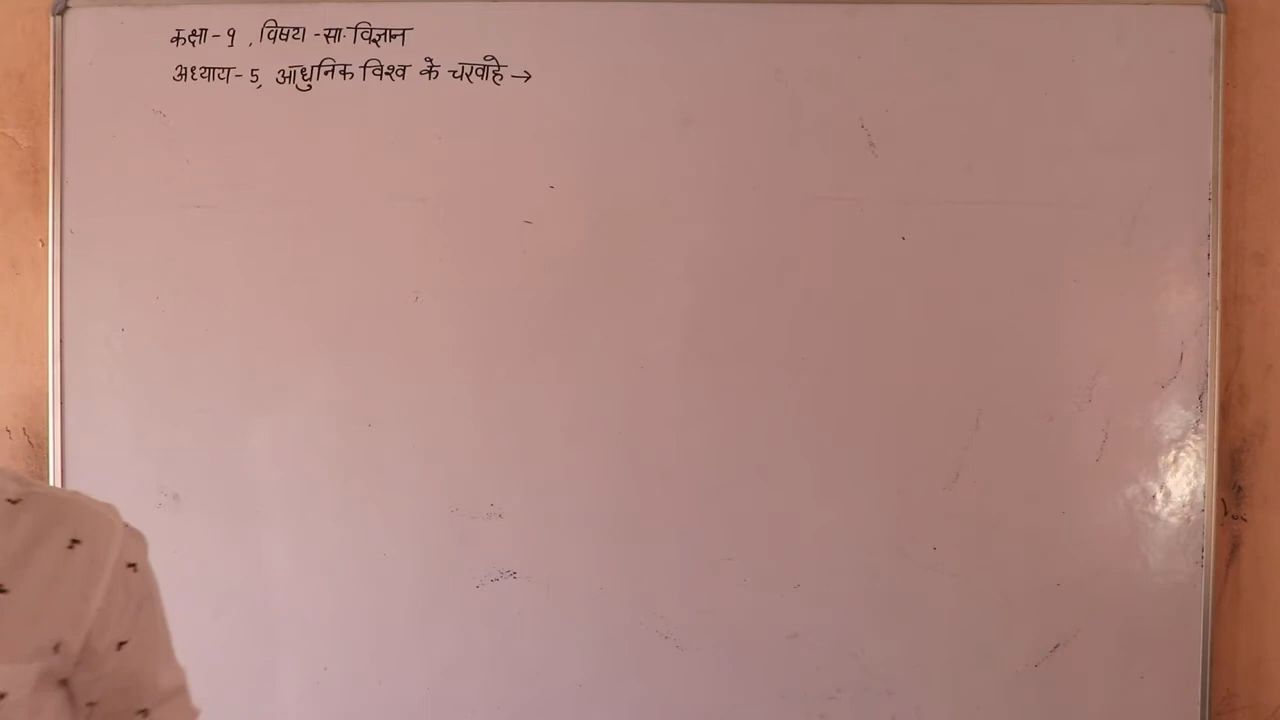 कक्षा - 9 , विषय - सा. विज्ञान
अध्याय - 5, आधुनिक विश्व के चरवाहे →